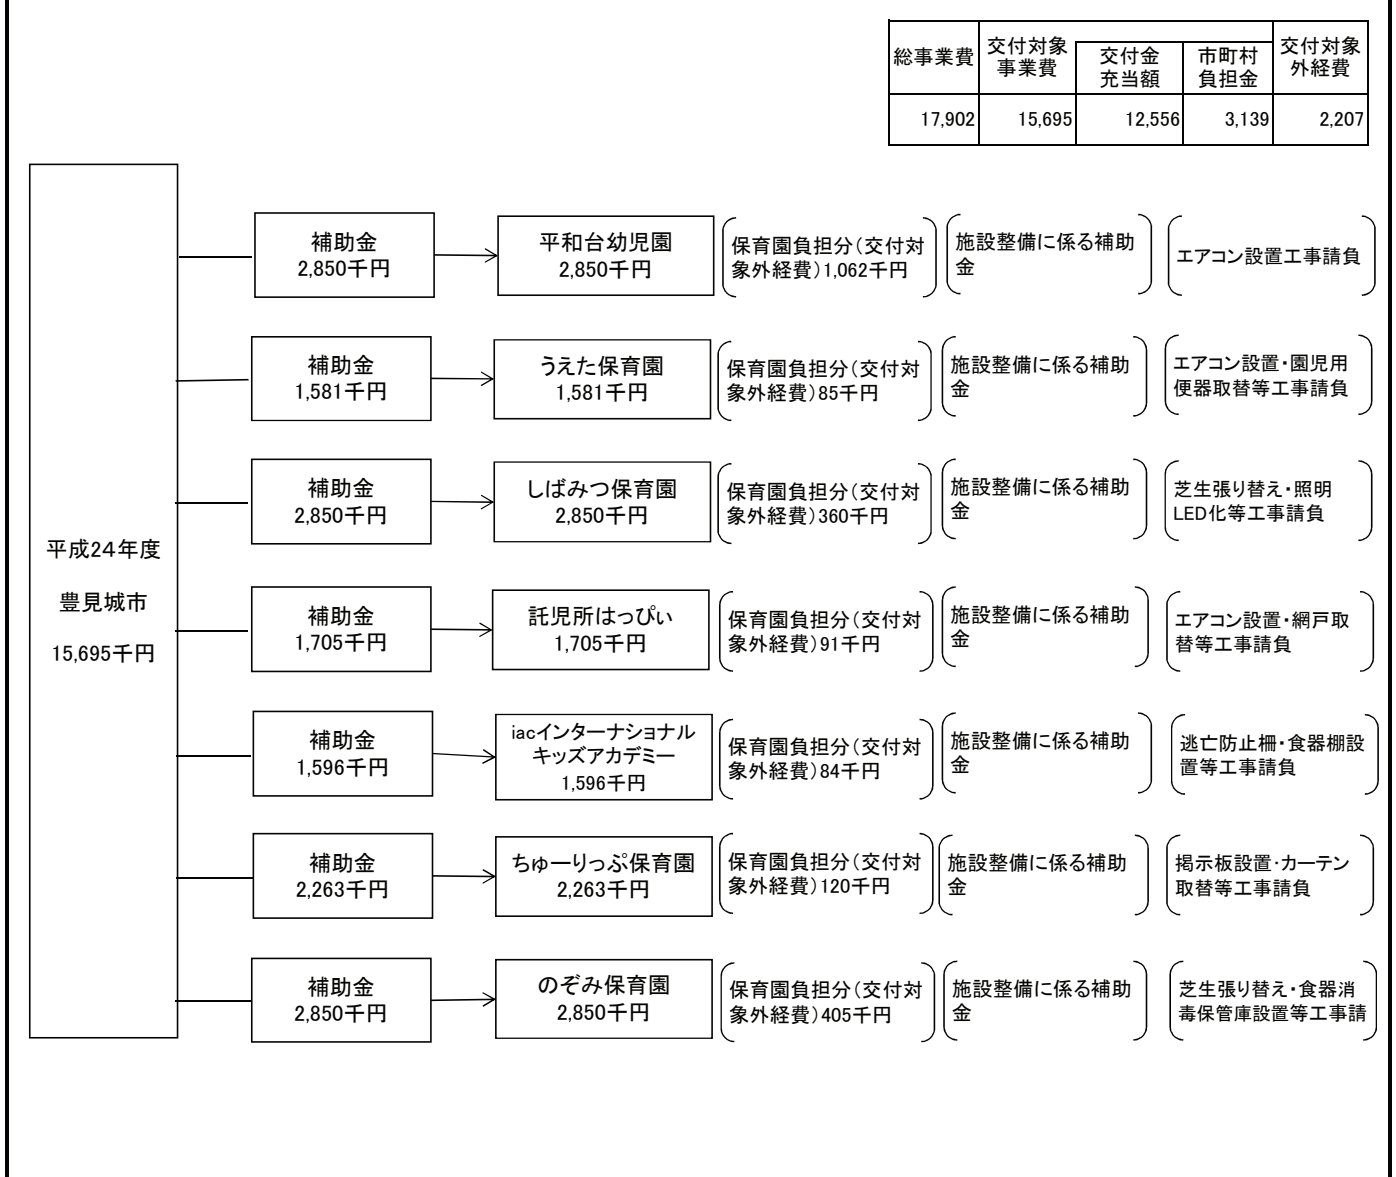 総事業費
交付対象
事業費
交付金
充当額
市町村
負担金
交付対象
外経費
17,902
15,695
12,556
3,139
2,207
平成24年度
豊見城市
15,695千円
補助金
2,850千円
平和台幼児園
2,850千円
保育園負担分(交付対
象外経費)1,062千円
施設整備に係る補助
金
エアコン設置工事請負
補助金
1,581千円
うえた保育園
1,581千円
保育園負担分(交付対
象外経費)85千円
施設整備に係る補助
金
エアコン設置・園児用
便器取替等工事請負
補助金
2,850千円
しばみつ保育園
2,850千円
保育園負担分(交付対
象外経費)360千円
施設整備に係る補助
金
芝生張り替え・照明
LED化等工事請負
補助金
1,705千円
託児所はっぴぃ
1,705千円
保育園負担分(交付対
象外経費)91千円
施設整備に係る補助
金
エアコン設置・網戸取
替等工事請負
補助金
1,596千円
iacインターナショナル
キッズアカデミー
1,596千円
保育園負担分(交付対
象外経費)84千円
施設整備に係る補助
金
逃亡防止柵・食器棚設
置等工事請負
補助金
2,263千円
ちゅーりっぷ保育園
2,263千円
保育園負担分(交付対
象外経費)120千円
施設整備に係る補助
金
掲示板設置・カーテン
取替等工事請負
補助金
2,850千円
のぞみ保育園
2,850千円
保育園負担分(交付対
象外経費)405千円
施設整備に係る補助
金
芝生張り替え・食器消
毒保管庫設置等工事請